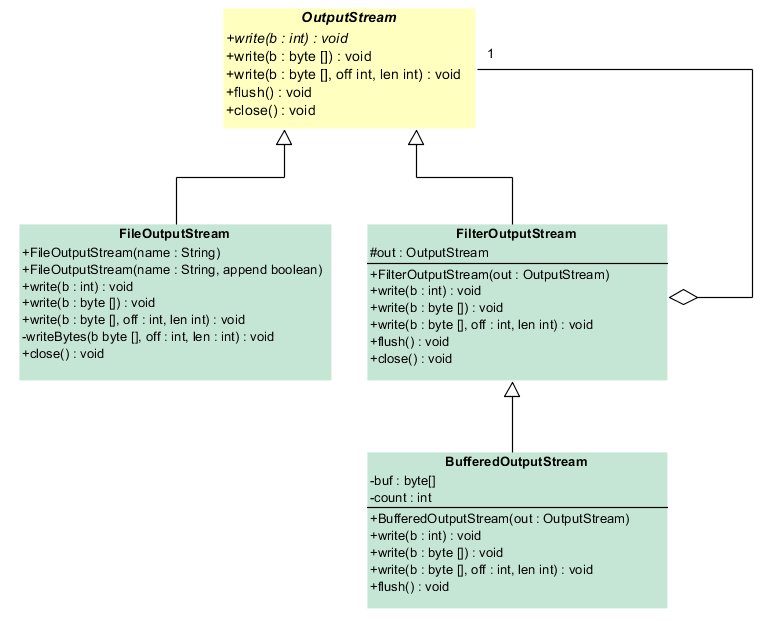 OutputStream
+write(b : int) : void
+write(b : byte []) : void
+write(b : byte [], off int, len int) : void
+flush() : void
+close() : void
1
FileOutputStream
+FileOutputStream(name : String)
+FileOutputStream(name : String, append boolean)
+write(b : int) : void
+write(b : byte []) : void
+write(b : byte [], off : int, len int) : void
-writeBytes(b byte [], off : int, len : int) : void
+close() : void
FilterOutputStream
#out : OutputStream
+FilterOutputStream(out : OutputStream)
+write(b : int) : void
+write(b : byte []) : void
+write(b : byte [], off : int, len int) : void
+flush() : void
+close() : void
BufferedOutputStream
-buf : byte[]
-count : int
+BufferedOutputStream(out : OutputStream)
+write(b : int) : void
+write(b : byte []) : void
+write(b : byte [], off : int, len int) : void
+flush() : void